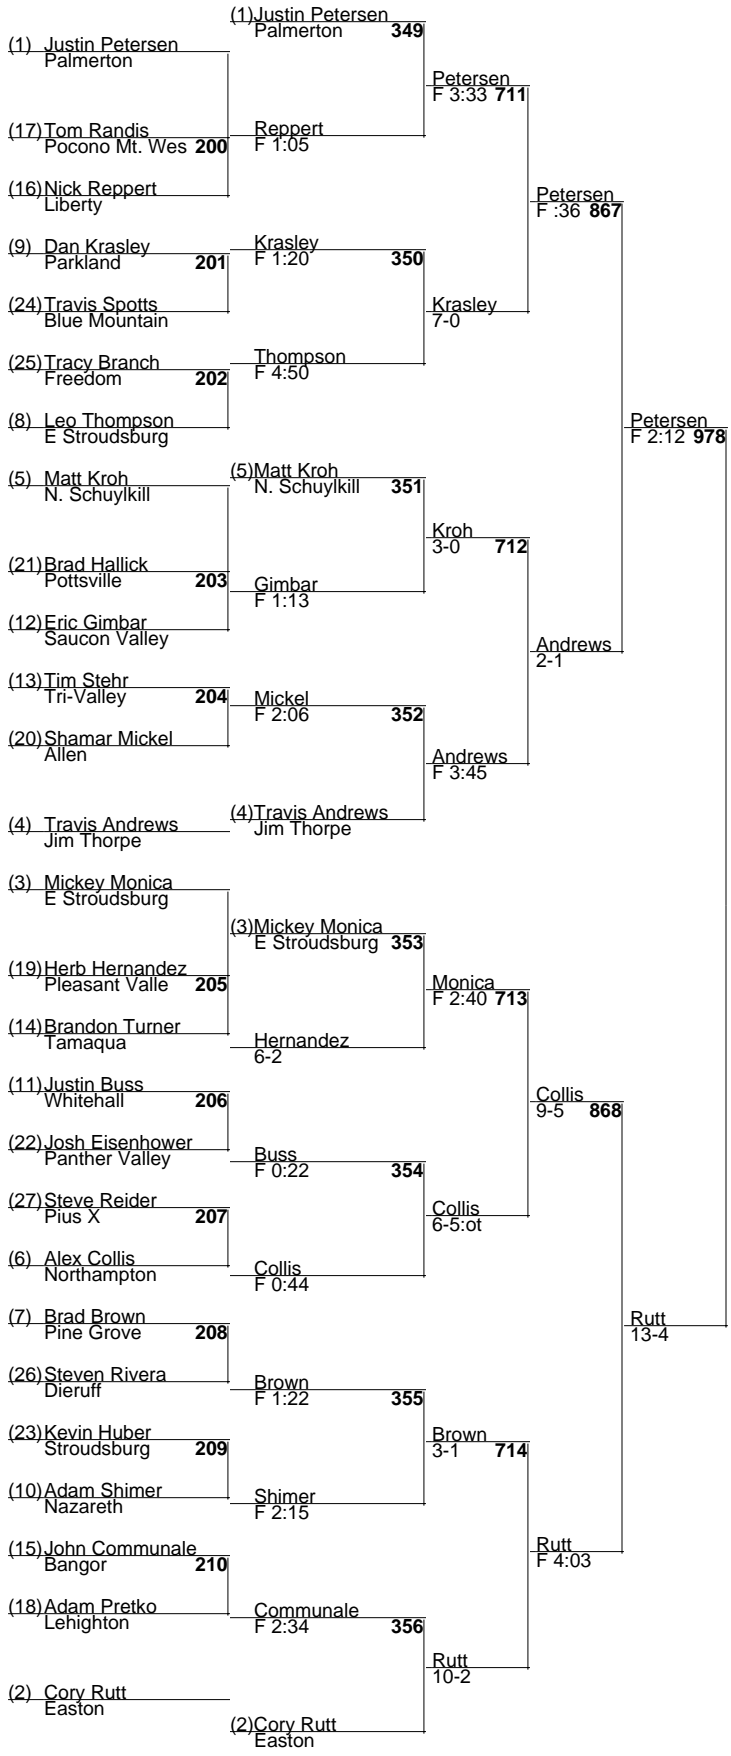 (1) Justin Petersen
Palmerton
(17) Tom Randis
Pocono Mt. Wes 200
(16) Nick Reppert
Liberty
(9) Dan Krasley
Parkland 201
(24) Travis Spotts
Blue Mountain
(25) Tracy Branch
Freedom 202
(8) Leo Thompson
E Stroudsburg
(5) Matt Kroh
N. Schuylkill
(21) Brad Hallick
Pottsville 203
(12) Eric Gimbar
Saucon Valley
(13) Tim Stehr
Tri-Valley 204
(20) Shamar Mickel
Allen
(4) Travis Andrews
Jim Thorpe
(3) Mickey Monica
E Stroudsburg
(19) Herb Hernandez
Pleasant Valle 205
(14) Brandon Turner
Tamaqua
(11) Justin Buss
Whitehall 206
(22) Josh Eisenhower
Panther Valley
(27) Steve Reider
Pius X 207
(6) Alex Collis
Northampton
(7) Brad Brown
Pine Grove 208
(26) Steven Rivera
Dieruff
(23) Kevin Huber
Stroudsburg 209
(10) Adam Shimer
Nazareth
(15) John Communale
Bangor 210
(18) Adam Pretko
Lehighton
(2) Cory Rutt
Easton
(1) Justin Petersen
Palmerton 349
Reppert
F 1:05
Krasley
F 1:20 350
Thompson
F 4:50
(5) Matt Kroh
N. Schuylkill 351
Gimbar
F 1:13
Mickel
F 2:06 352
(4) Travis Andrews
Jim Thorpe
(3) Mickey Monica
E Stroudsburg 353
Hernandez
6-2
Buss
F 0:22 354
Collis
F 0:44
Brown
F 1:22 355
Shimer
F 2:15
Communale
F 2:34 356
(2) Cory Rutt
Easton
Petersen
F 3:33 711
Krasley
7-0
Kroh
3-0 712
Andrews
F 3:45
Monica
F 2:40 713
Collis
6-5:ot
Brown
3-1 714
Rutt
10-2
Petersen
F :36 867
Andrews
2-1
Collis
9-5 868
Rutt
F 4:03
Petersen
F 2:12 978
Rutt
13-4